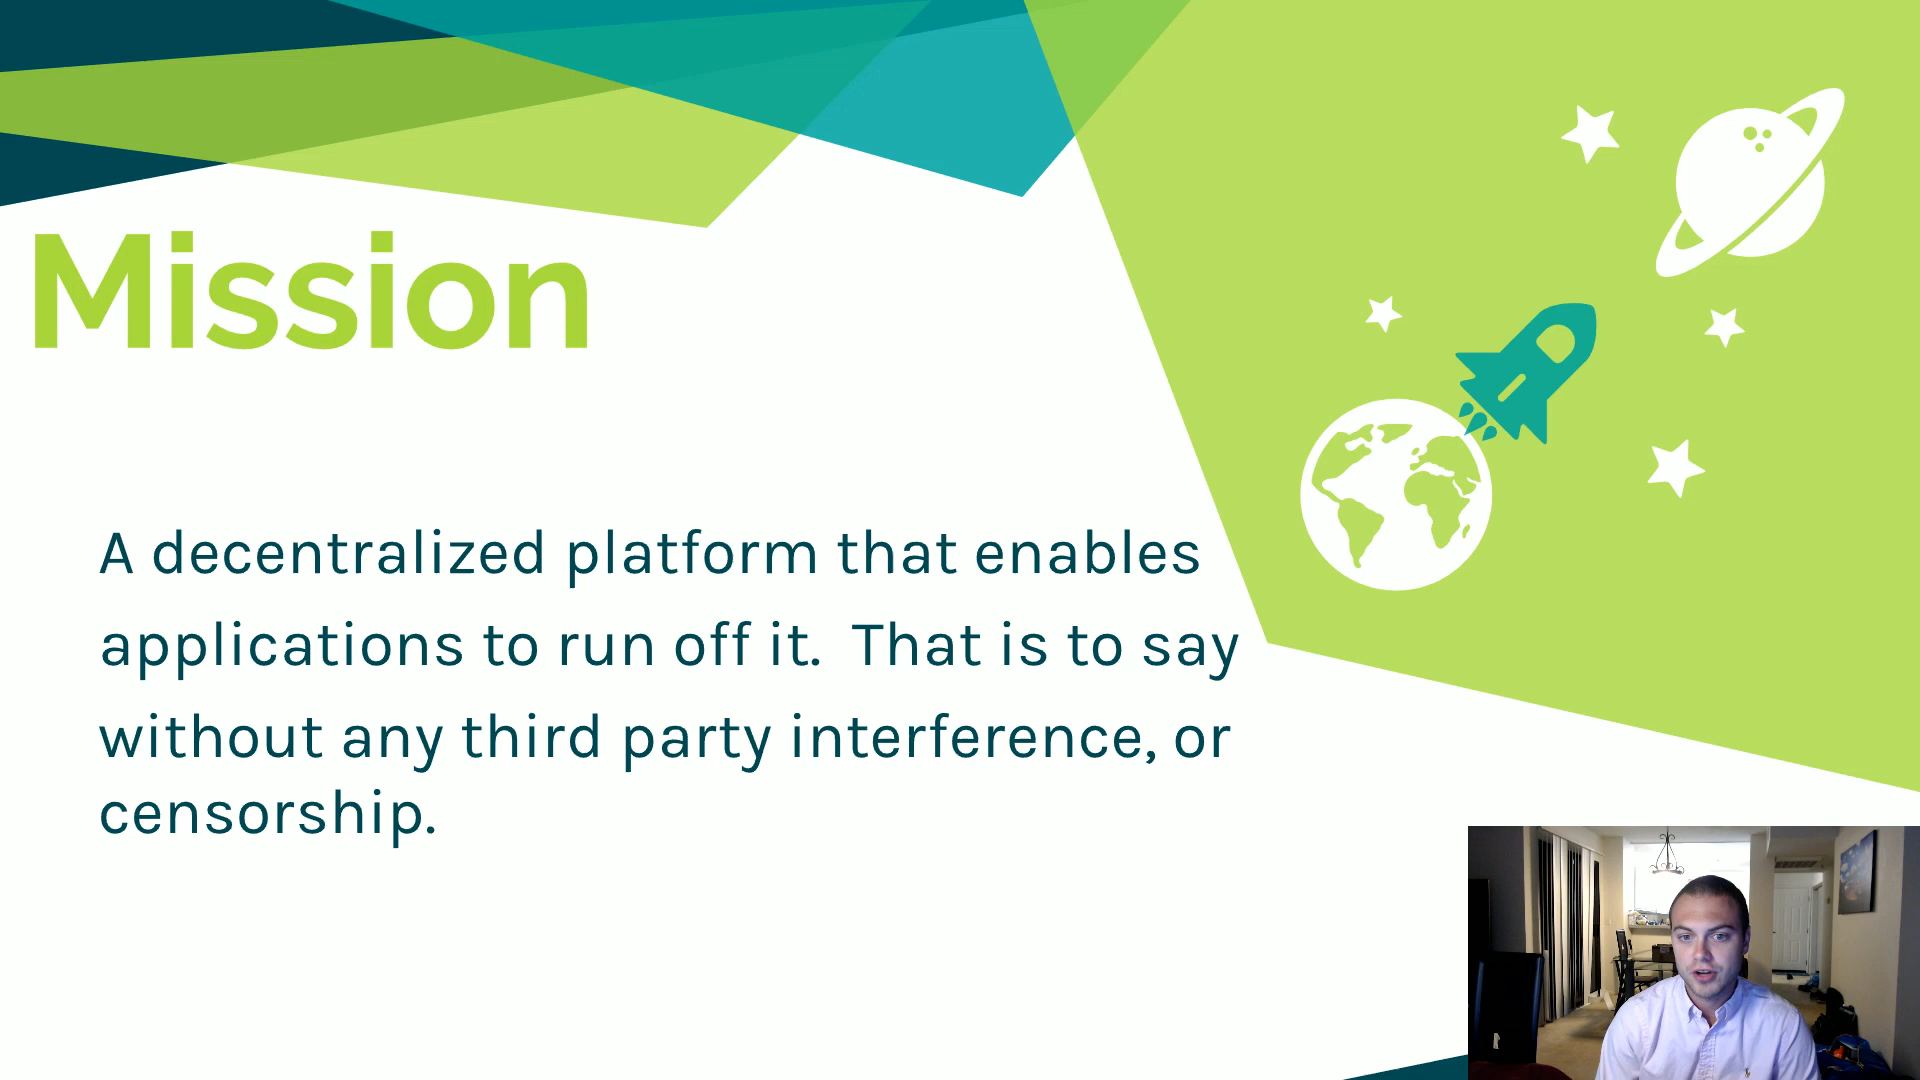 Mission
A decentralized platform that enables
applications to run off it.  That is to say
without any third party interference, or
censorship.